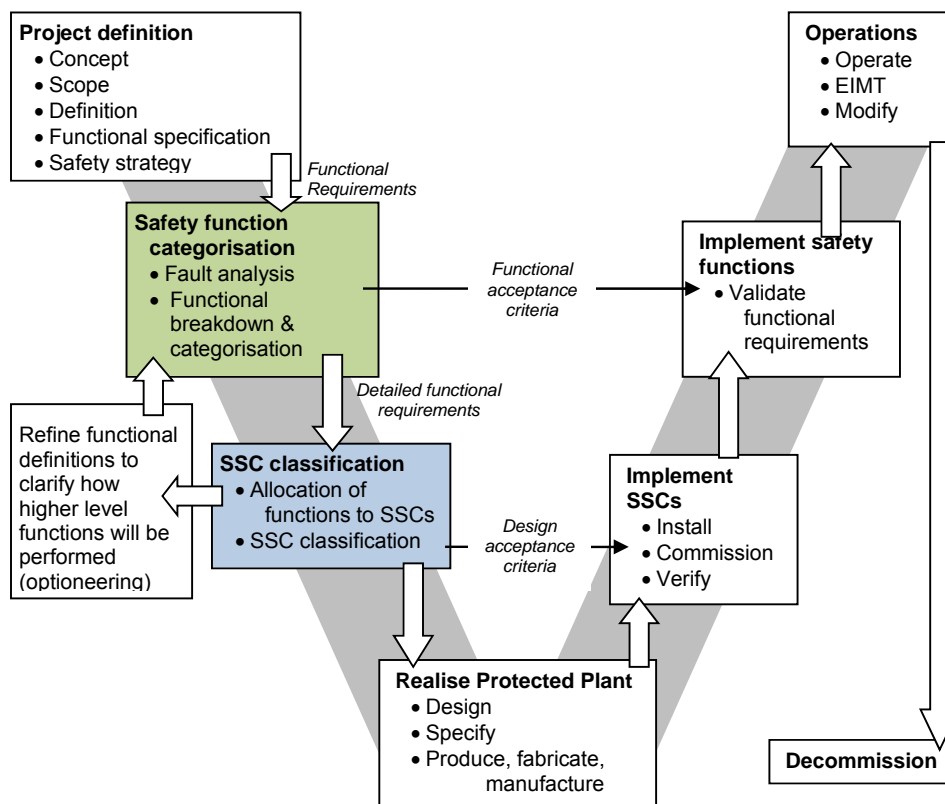 Project definition
• Concept
• Scope
• Definition
• Functional specification
• Safety strategy
Functional
Requirements
Safety function
categorisation
• Fault analysis
• Functional
breakdown &
categorisation
Functional
acceptance
criteria
Detailed functional
requirements
Refine functional
definitions to
clarify how
higher level
functions will be
performed
(optioneering)
SSC classification
• Allocation of
functions to SSCs
• SSC classification
Design
acceptance
criteria
Realise Protected Plant
• Design
• Specify
• Produce, fabricate,
manufacture
Implement
SSCs
• Install
• Commission
• Verify
Implement safety
functions
• Validate
functional
requirements
Operations
• Operate
• EIMT
• Modify
Decommission